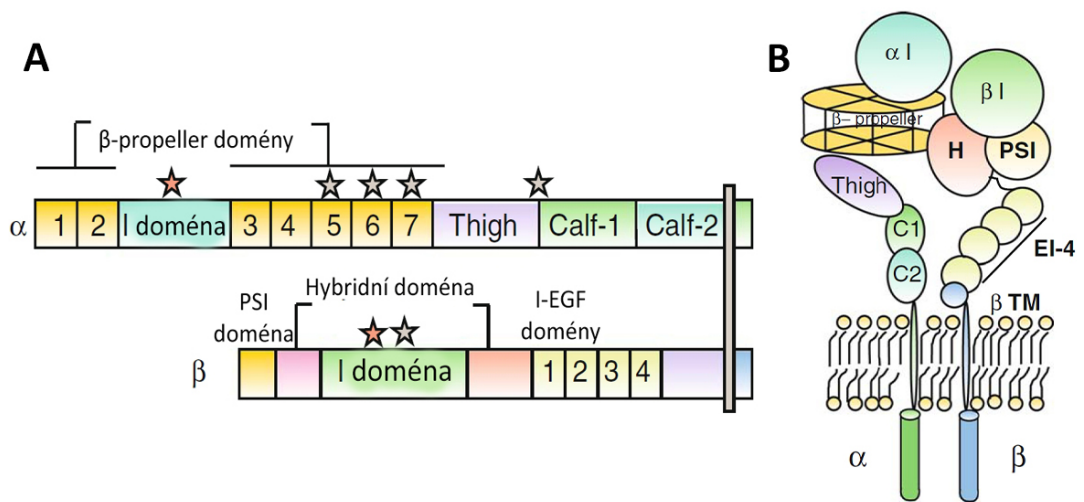 A
β-propeller domény
α
1 2 I doména 3 4 5 6 7 Thigh Calf-1 Calf-2
PSI
doména
Hybridní doména
I-EGF
domény
β
I doména 1 2 3 4
B
α I
β I
β- propeller
H PSI
Thigh
C1
C2
EI-4
β TM
α β